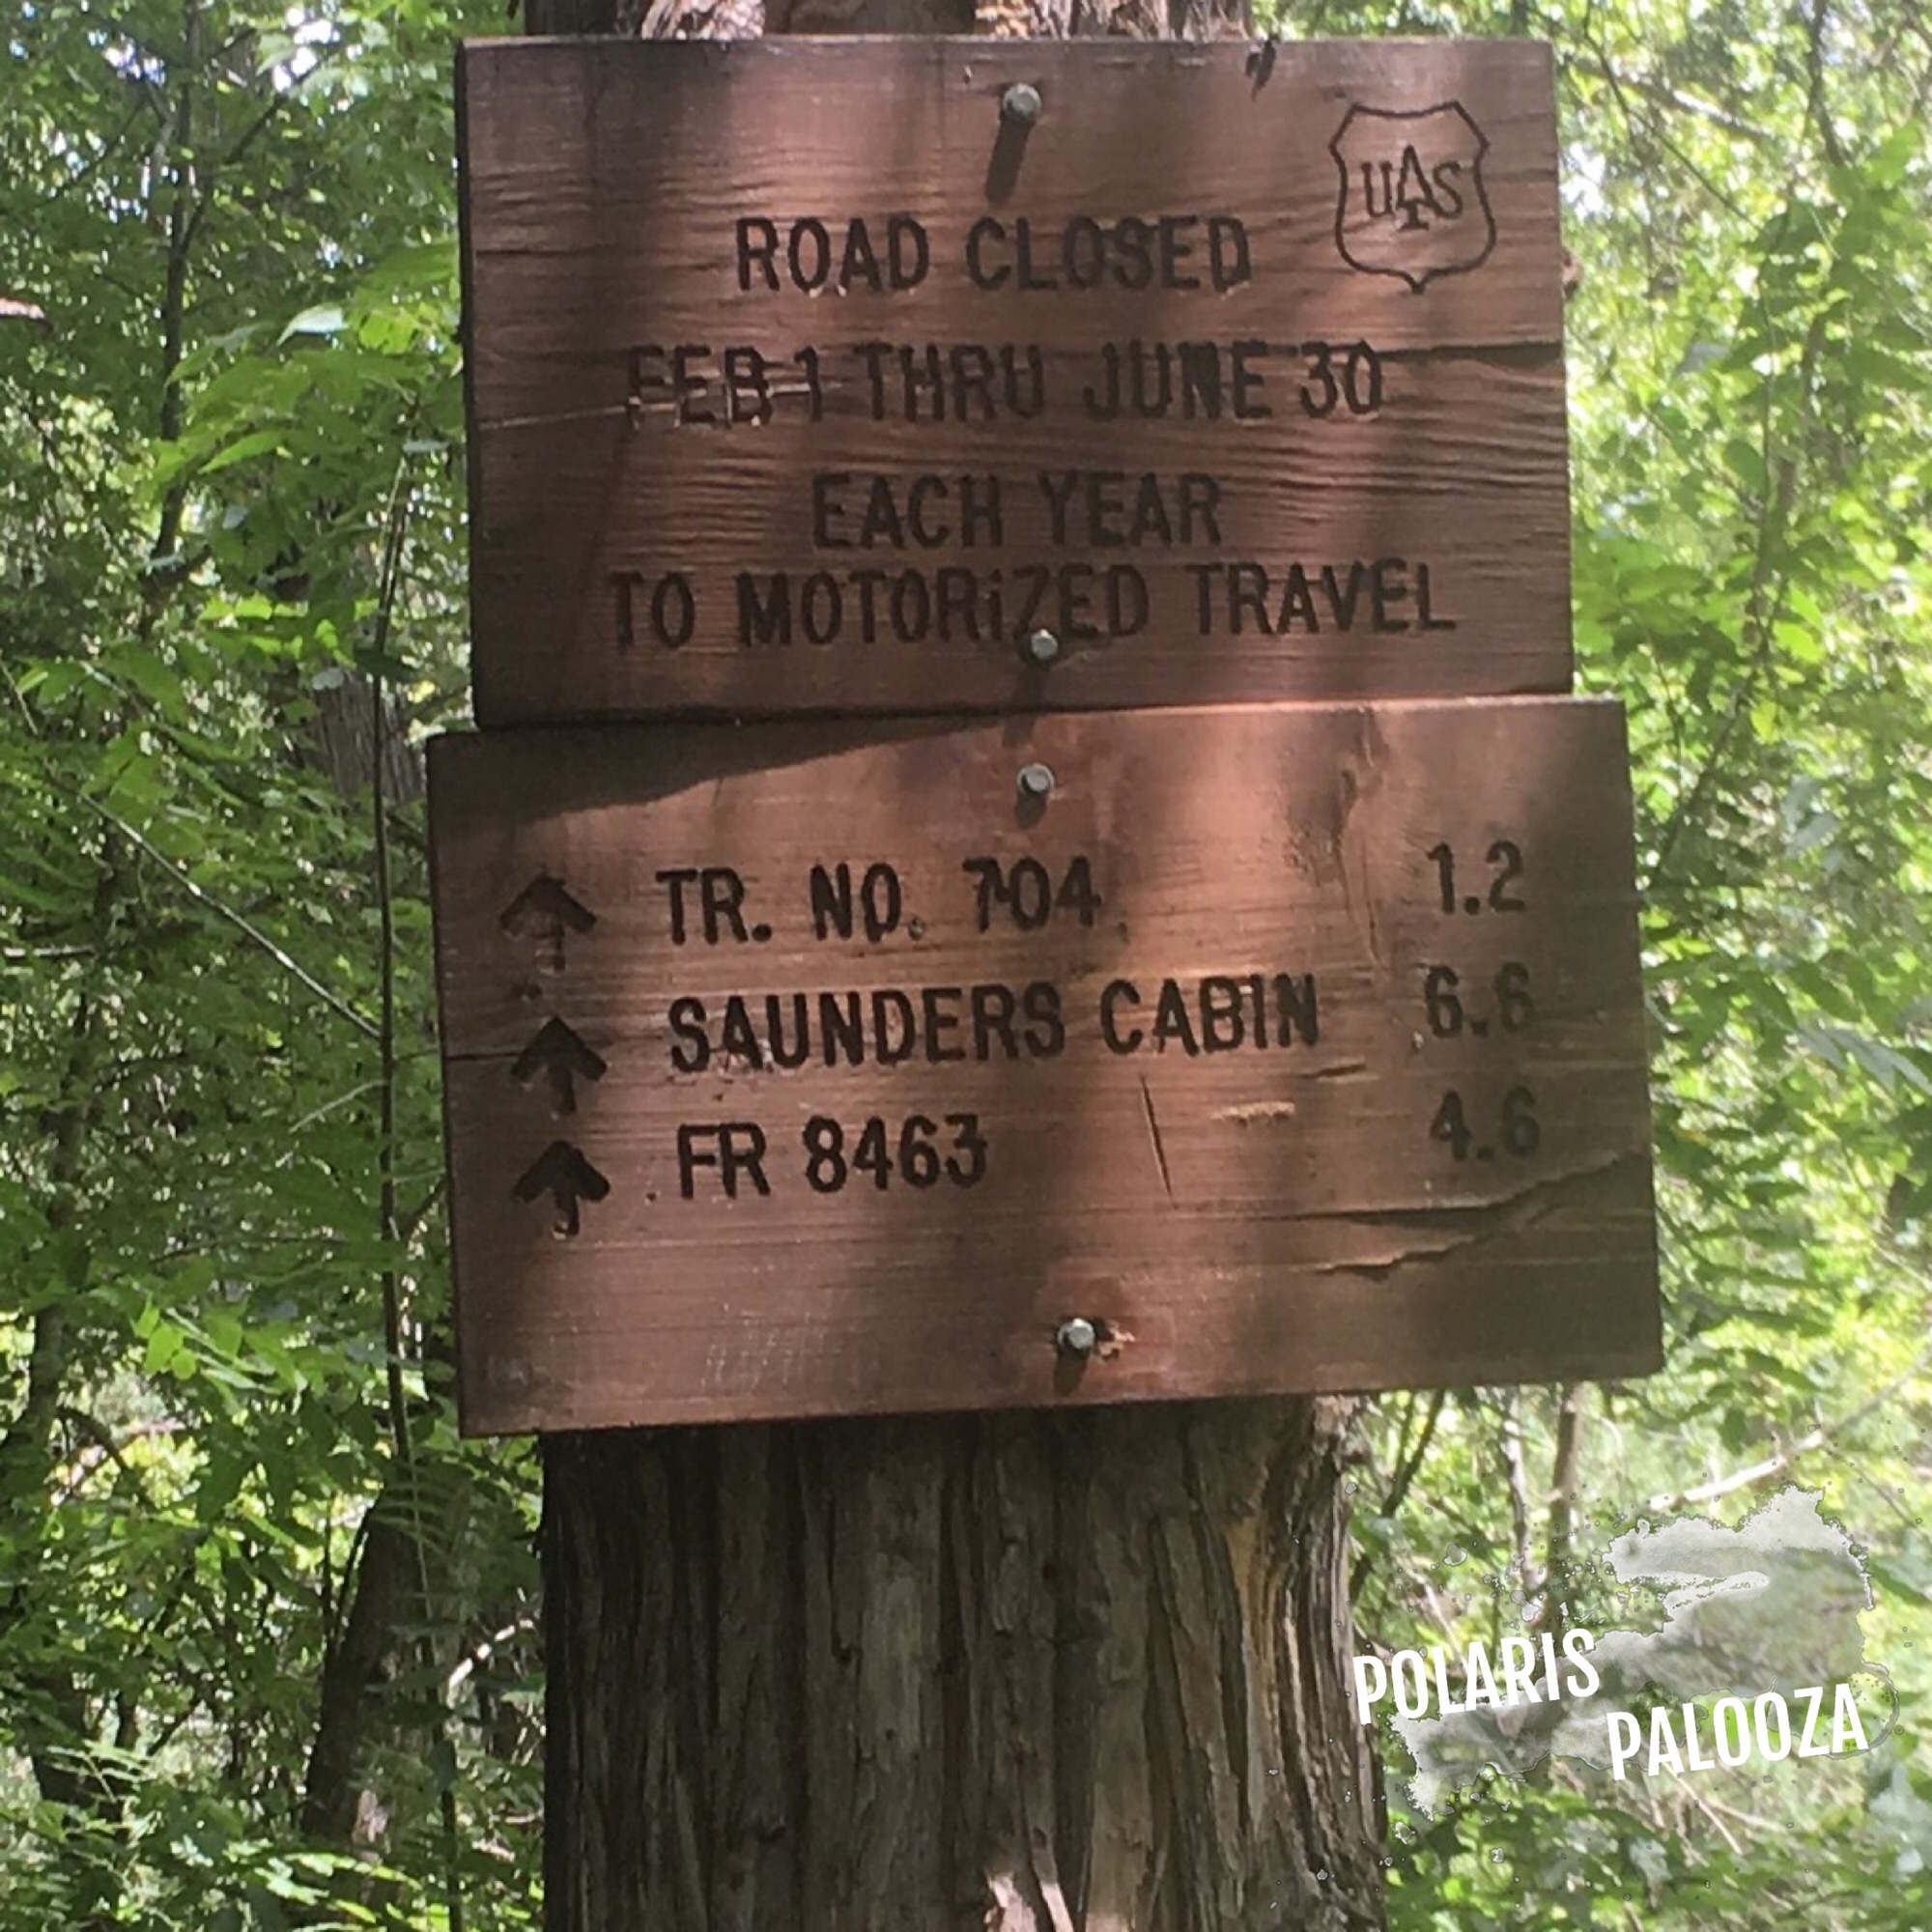 UAS
ROAD CLOSED
FEB 1 THRU JUNE 30
EACH YEAR
TO MOTORiZED TRAVEL
TR. NO. 704 1.2
SAUNDERS CABIN 6.6
FR 8463 4.6
POLARIS
PALOOZA